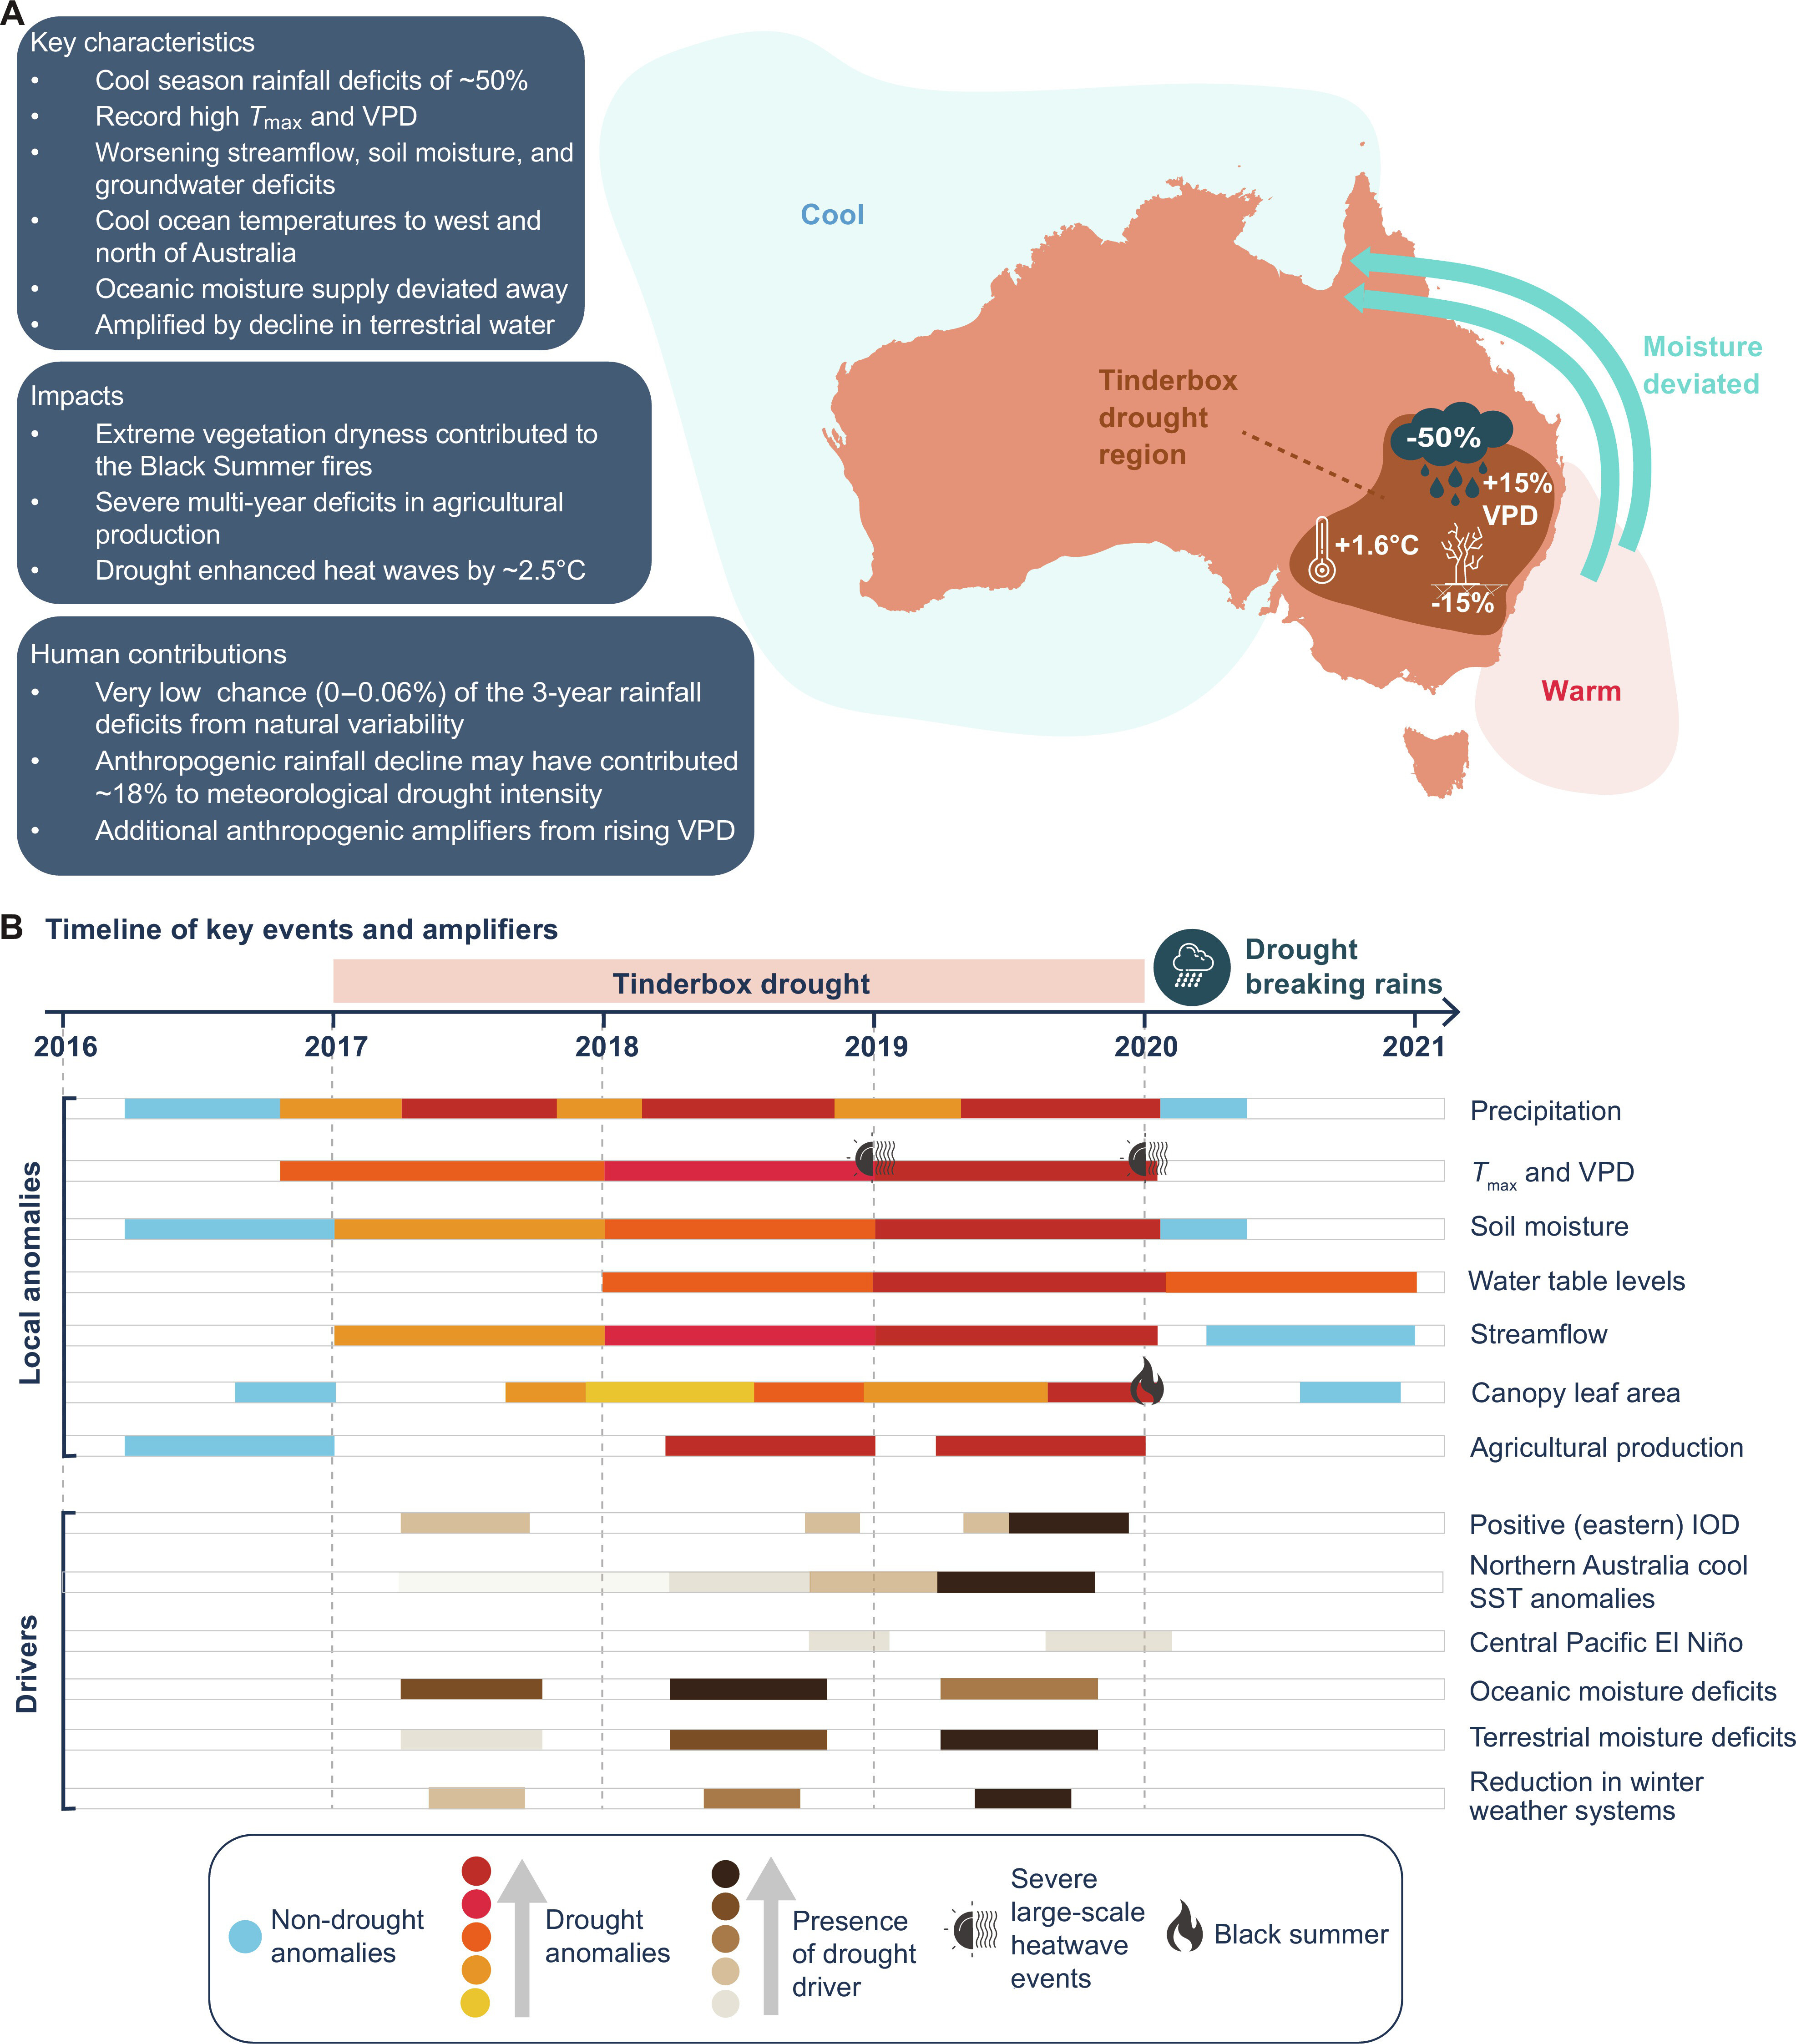 A
Key characteristics
• Cool season rainfall deficits of ~50%
• Record high Tmax and VPD
• Worsening streamflow, soil moisture, and
groundwater deficits
• Cool ocean temperatures to west and
north of Australia
• Oceanic moisture supply deviated away
• Amplified by decline in terrestrial water
Impacts
• Extreme vegetation dryness contributed to
the Black Summer fires
• Severe multi-year deficits in agricultural
production
• Drought enhanced heat waves by ~2.5°C
Human contributions
• Very low chance (0–0.06%) of the 3-year rainfall
deficits from natural variability
• Anthropogenic rainfall decline may have contributed
~18% to meteorological drought intensity
• Additional anthropogenic amplifiers from rising VPD
Cool
Moisture
deviated
Tinderbox
drought
region
-50%
+15%
VPD
+1.6°C
-15%
Warm
B Timeline of key events and amplifiers
Tinderbox drought
Drought
breaking rains
2016 2017 2018 2019 2020 2021
Local anomalies
Precipitation
Tmax and VPD
Soil moisture
Water table levels
Streamflow
Canopy leaf area
Agricultural production
Drivers
Positive (eastern) IOD
Northern Australia cool
SST anomalies
Central Pacific El Niño
Oceanic moisture deficits
Terrestrial moisture deficits
Reduction in winter
weather systems
Non-drought
anomalies
Drought
anomalies
Presence
of drought
driver
Severe
large-scale
heatwave
events
Black summer